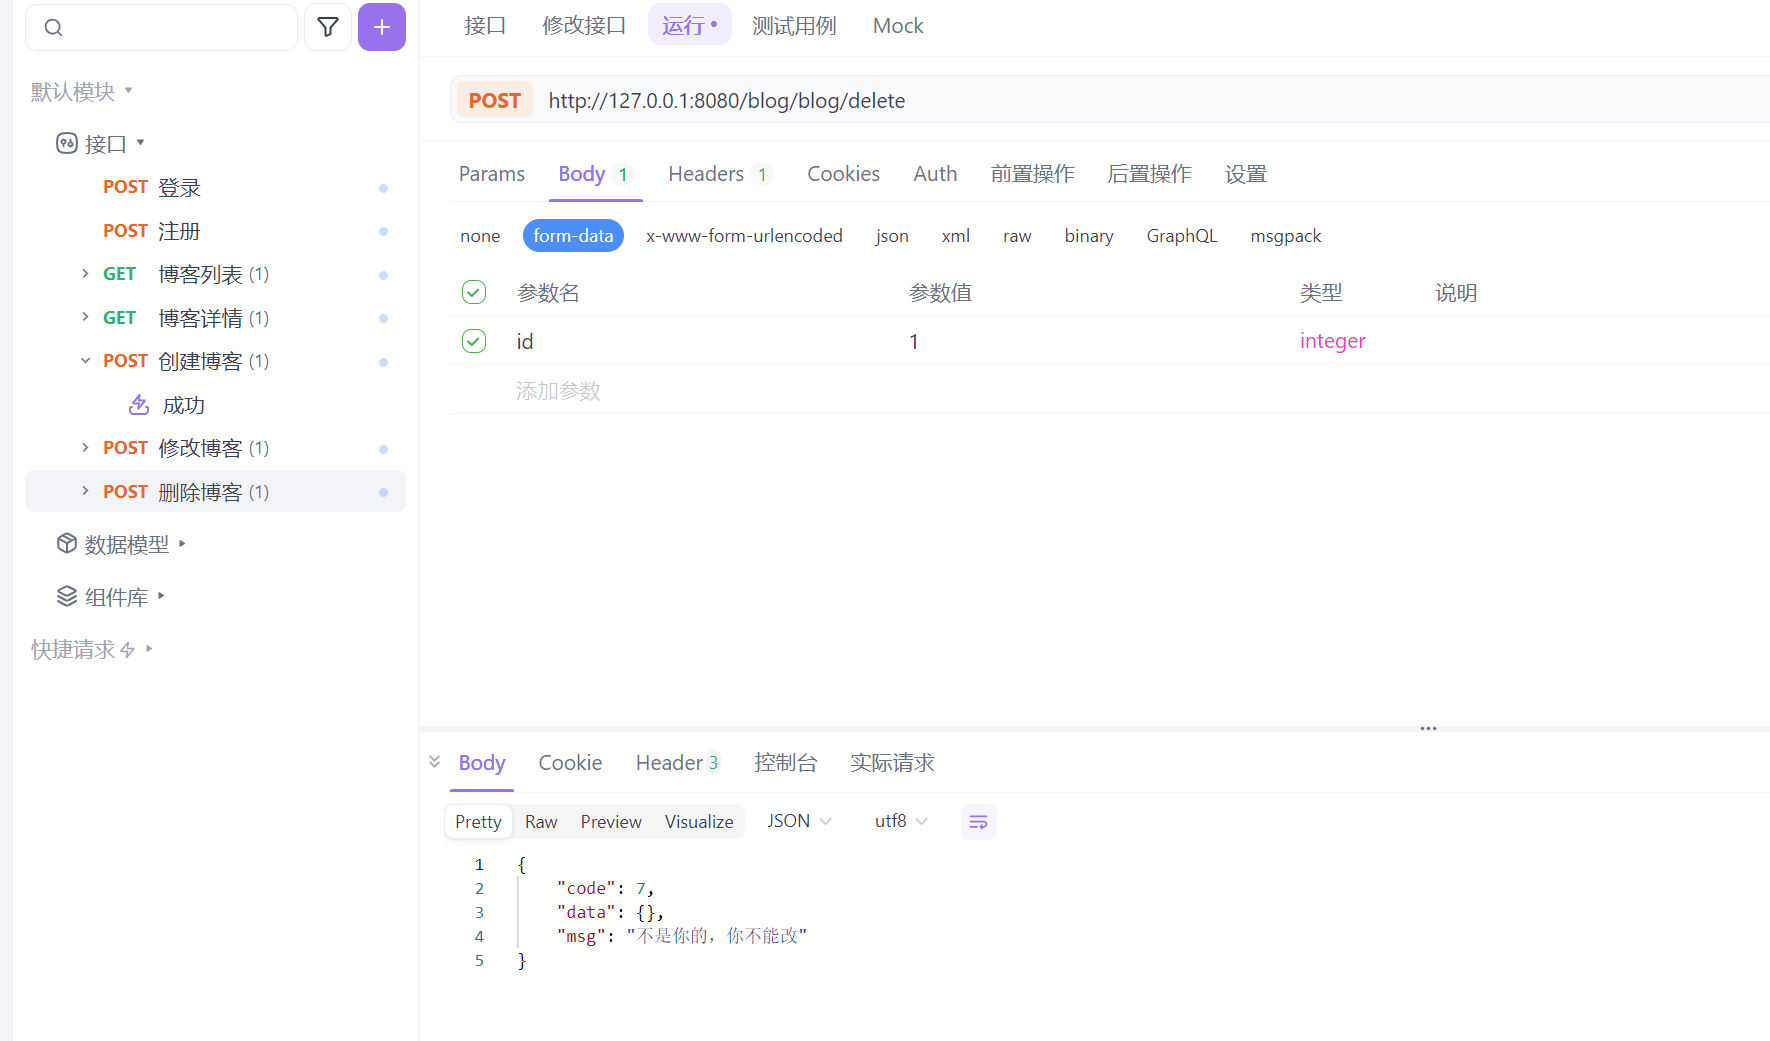 默认模块
接口
POST 登录
POST 注册
GET 博客列表 (1)
GET 博客详情 (1)
POST 创建博客 (1)
成功
POST 修改博客 (1)
POST 删除博客 (1)
数据模型
组件库
快捷请求
接口 修改接口 运行 测试用例 Mock
POST http://127.0.0.1:8080/blog/blog/delete
Params Body 1 Headers 1 Cookies Auth 前置操作 后置操作 设置
none form-data x-www-form-urlencoded json xml raw binary GraphQL msgpack
参数名 参数值 类型 说明
id 1 integer
添加参数
Body Cookie Header 3 控制台 实际请求
Pretty Raw Preview Visualize JSON utf8
1 {
2 "code": 7,
3 "data": {},
4 "msg": "不是你的，你不能改"
5 }